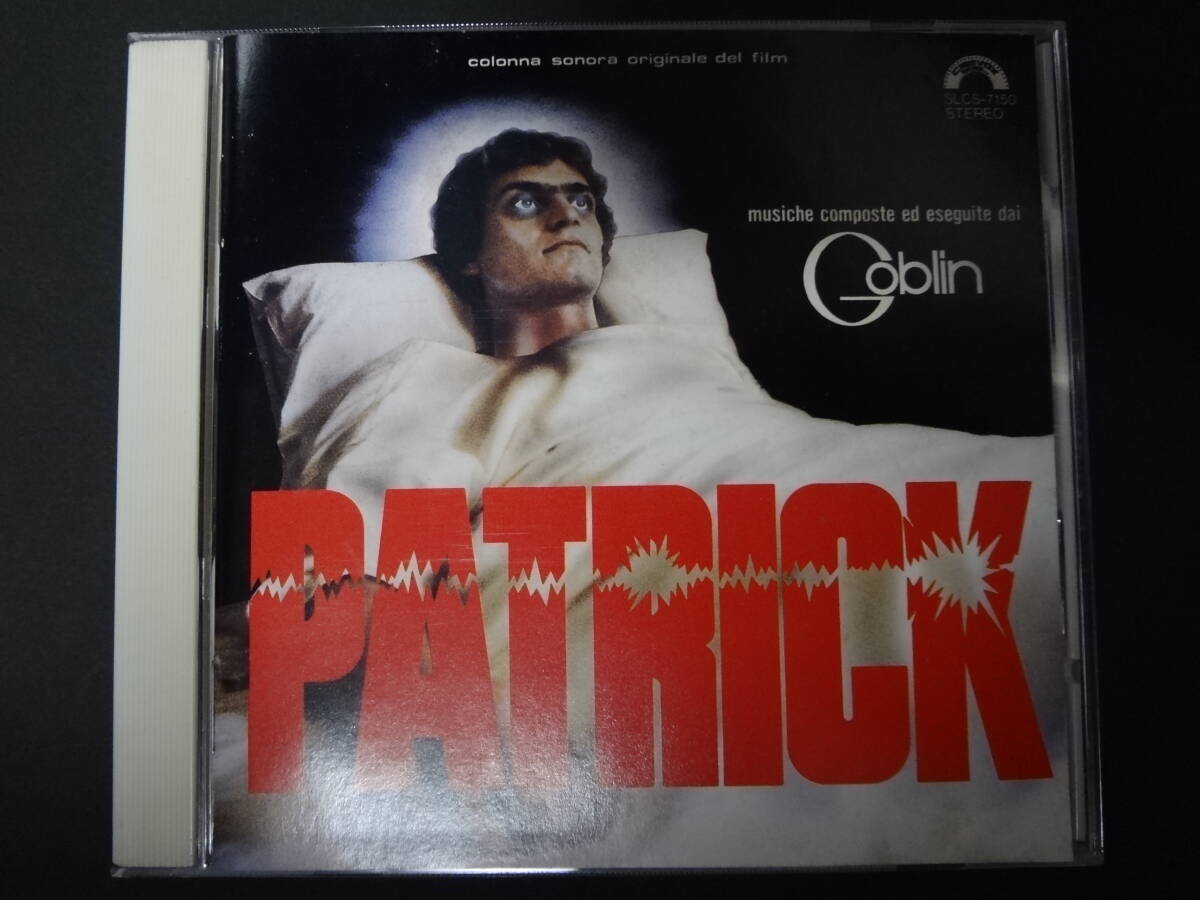 colonna sonora originale del film
SLCS-7150
STEREO
musiche composte ed eseguite dai
Goblin
PATRICK